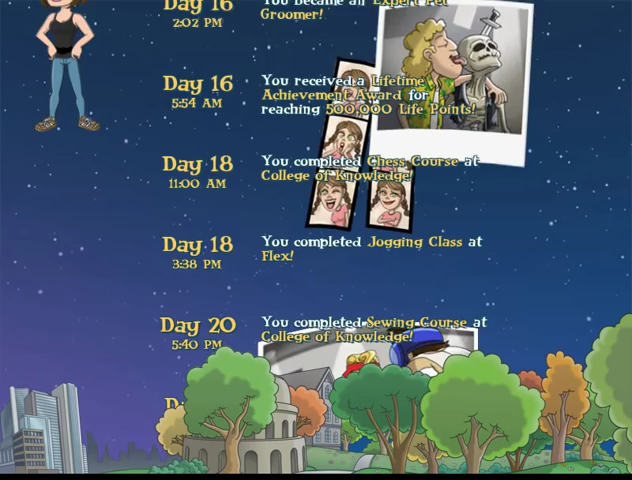 Day 16
2:02 PM
You became an Expert Pet
Groomer!
Day 16
5:54 AM
You received a Lifetime
Achievement Award for
reaching 500,000 Life Points!
Day 18
11:00 AM
You completed Chess Course at
College of Knowledge!
Day 18
3:38 PM
You completed Jogging Class at
Flex!
Day 20
5:40 PM
You completed Sewing Course at
College of Knowledge!